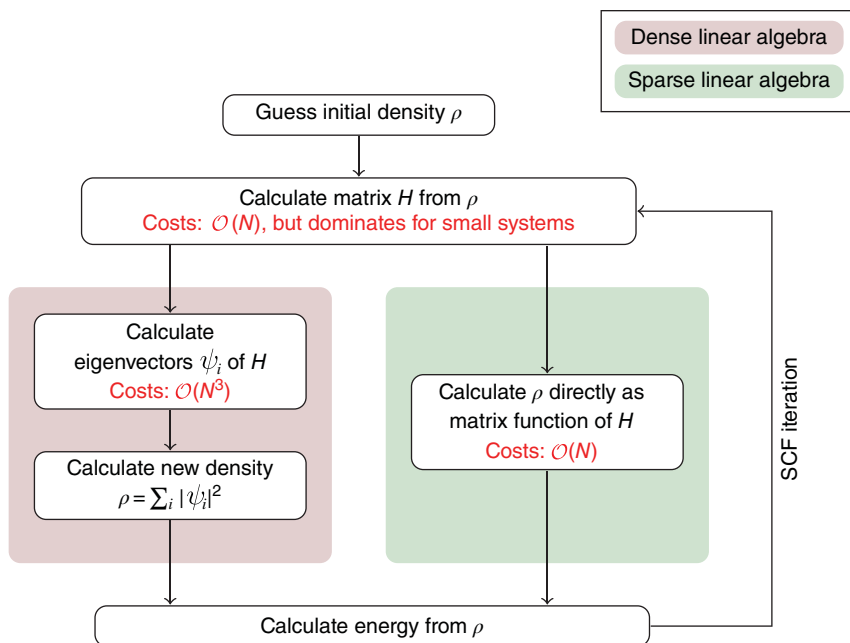 Dense linear algebra
Sparse linear algebra
Guess initial density ρ
Calculate matrix H from ρ
Costs: 𝒪(N), but dominates for small systems
Calculate
eigenvectors ψᵢ of H
Costs: 𝒪(N³)
Calculate new density
ρ = ∑ᵢ |ψᵢ|²
Calculate ρ directly as
matrix function of H
Costs: 𝒪(N)
SCF iteration
Calculate energy from ρ